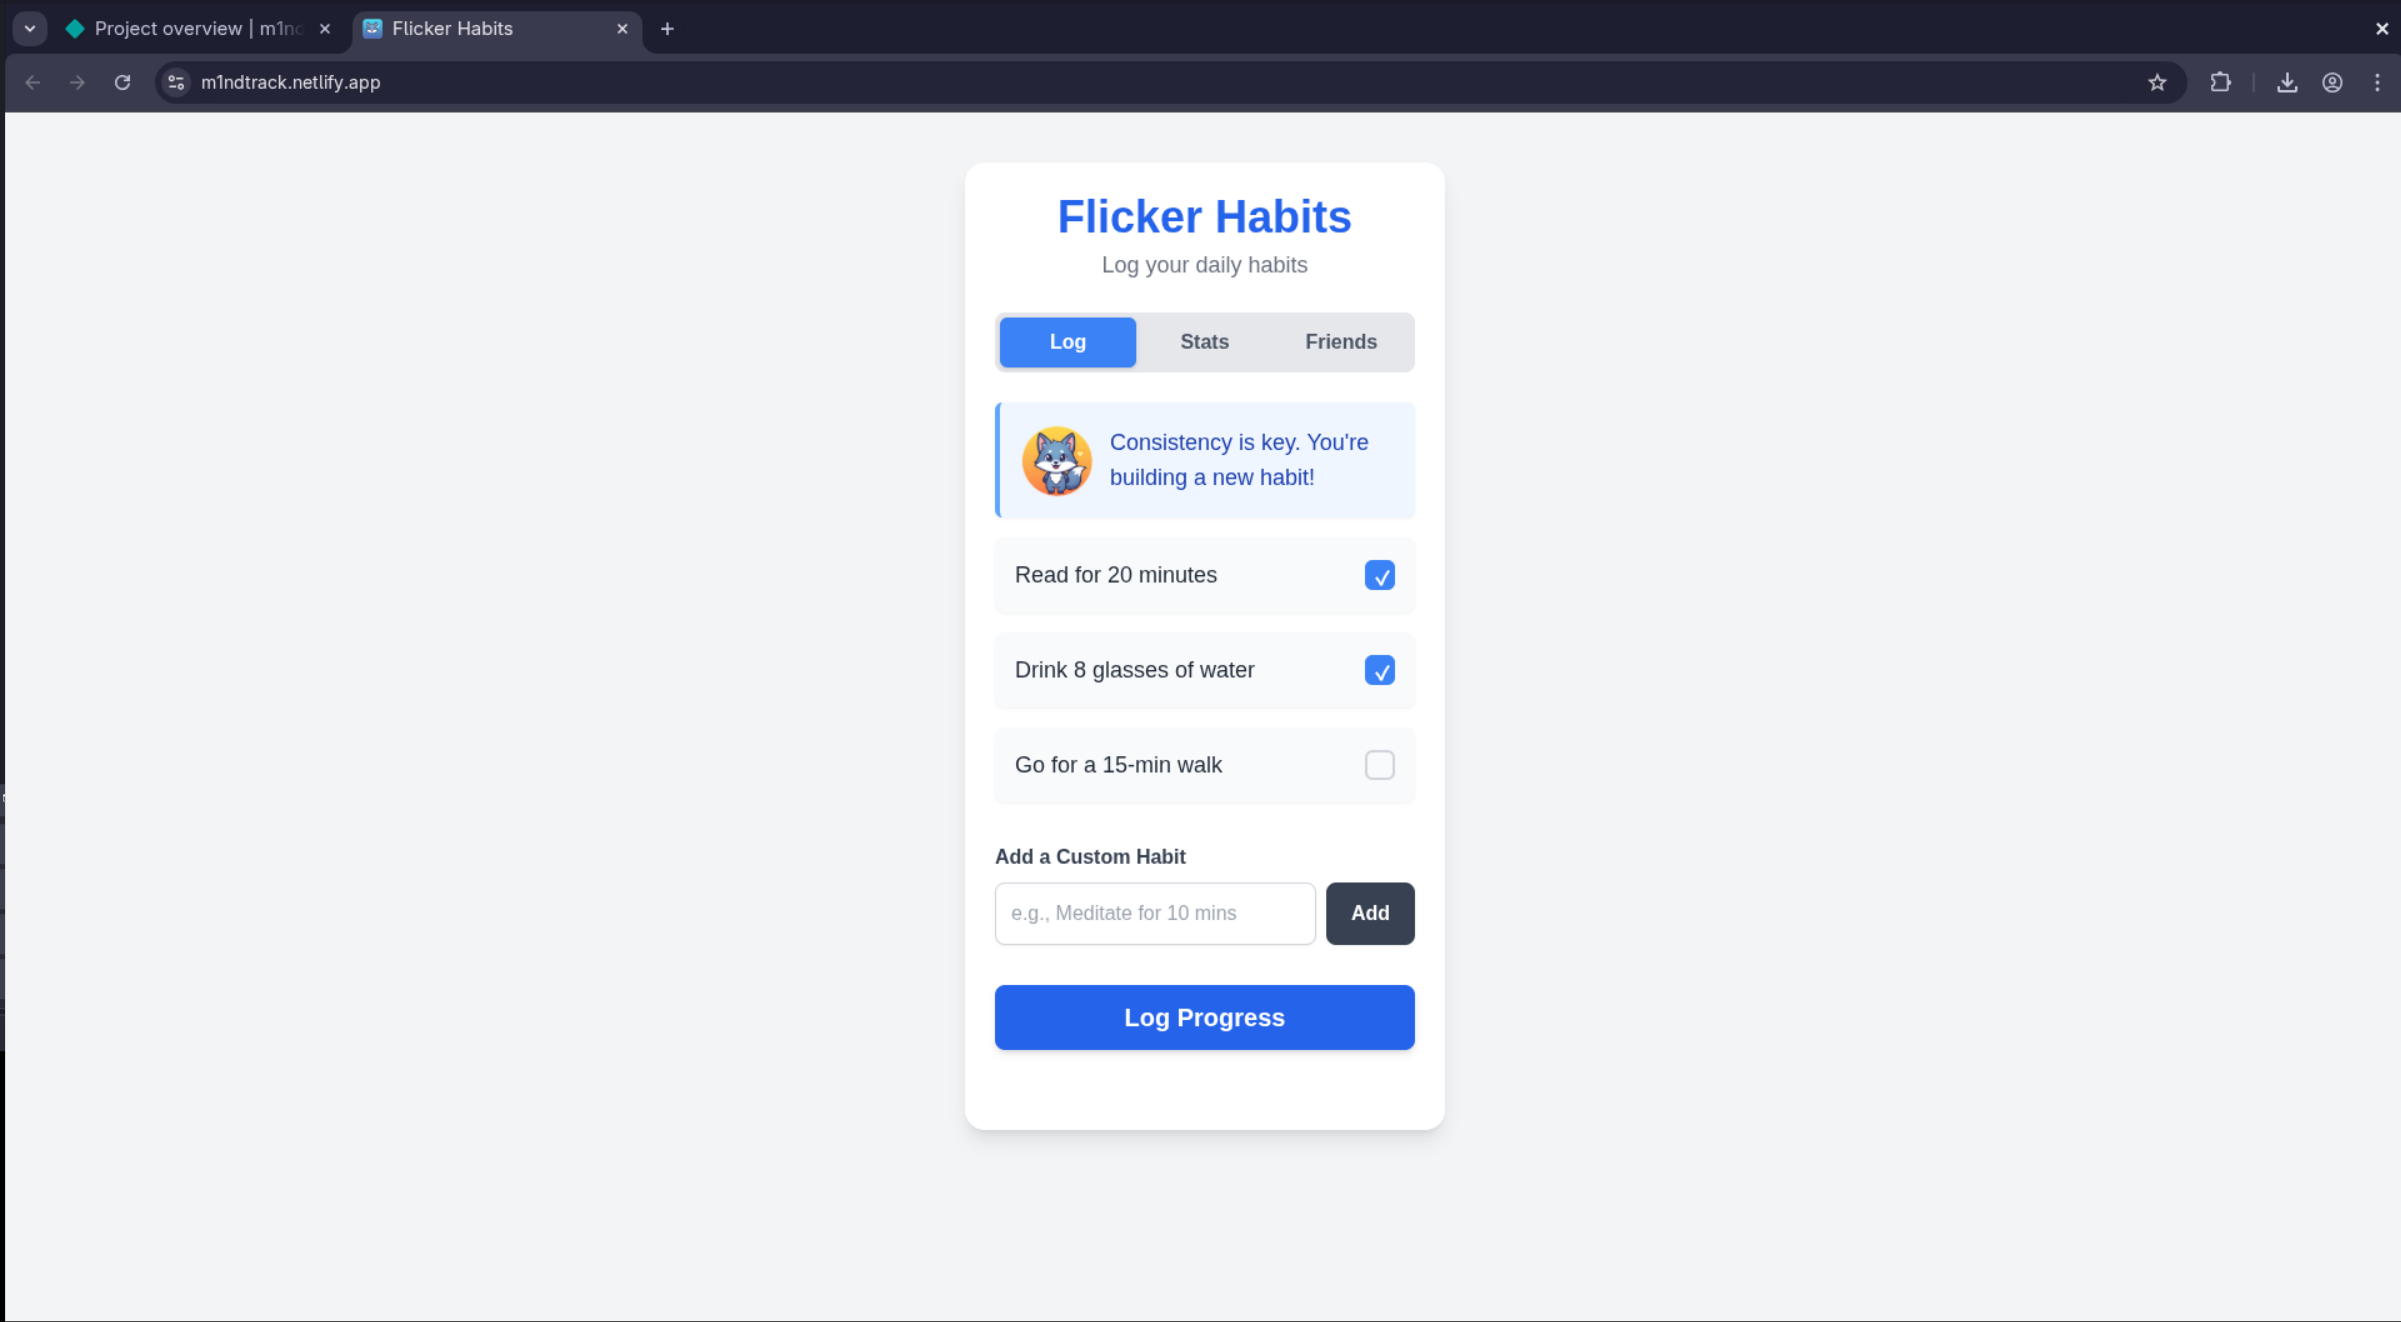 Project overview | m1nd
Flicker Habits
m1ndtrack.netlify.app
Flicker Habits
Log your daily habits
Log
Stats
Friends
Consistency is key. You're
building a new habit!
Read for 20 minutes
Drink 8 glasses of water
Go for a 15-min walk
Add a Custom Habit
e.g., Meditate for 10 mins
Add
Log Progress